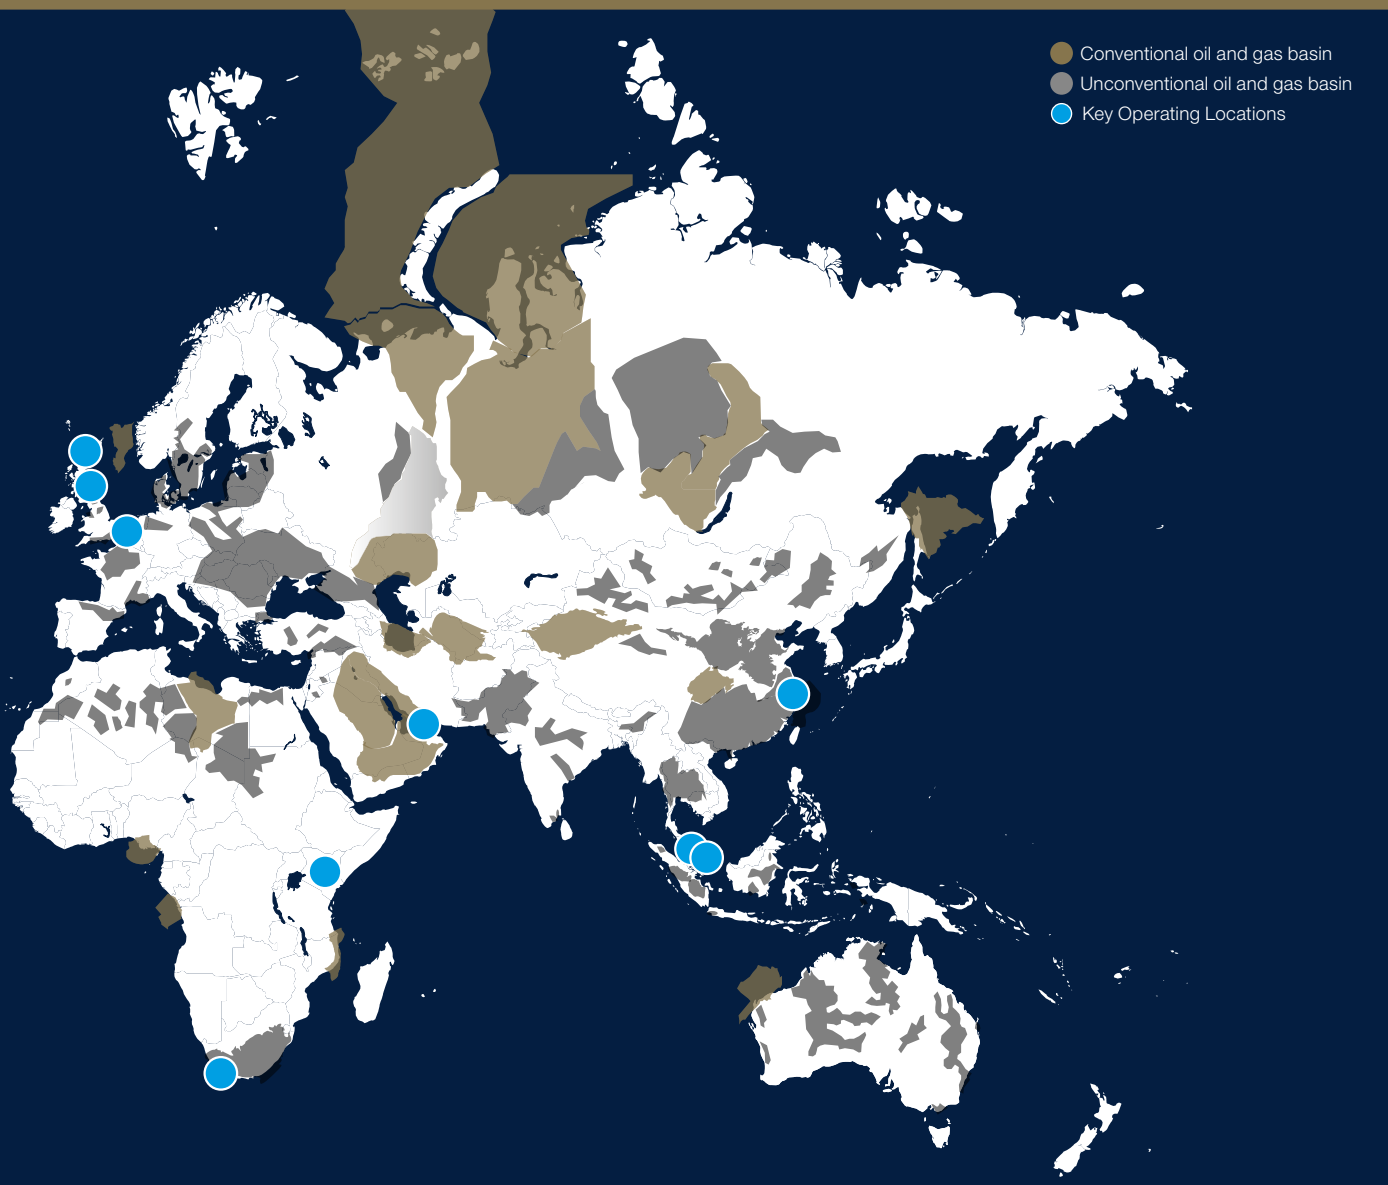 Conventional oil and gas basin
Unconventional oil and gas basin
Key Operating Locations